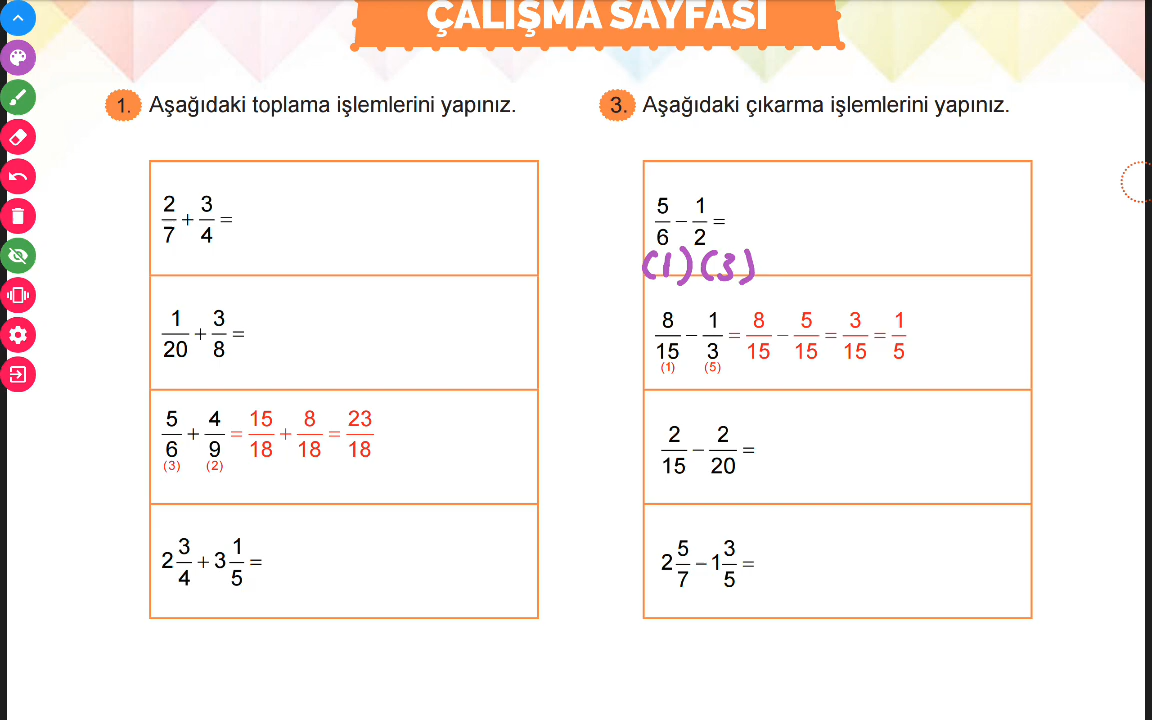 ÇALIŞMA SAYFASI
1. Aşağıdaki toplama işlemlerini yapınız.
2/7 + 3/4 =
1/20 + 3/8 =
5/6 + 4/9 = 15/18 + 8/18 = 23/18
(3) (2)
2 3/4 + 3 1/5 =
3. Aşağıdaki çıkarma işlemlerini yapınız.
5/6 − 1/2 =
(1) (3)
8/15 − 1/3 = 8/15 − 5/15 = 3/15 = 1/5
(1) (5)
2/15 − 2/20 =
2 5/7 − 1 3/5 =